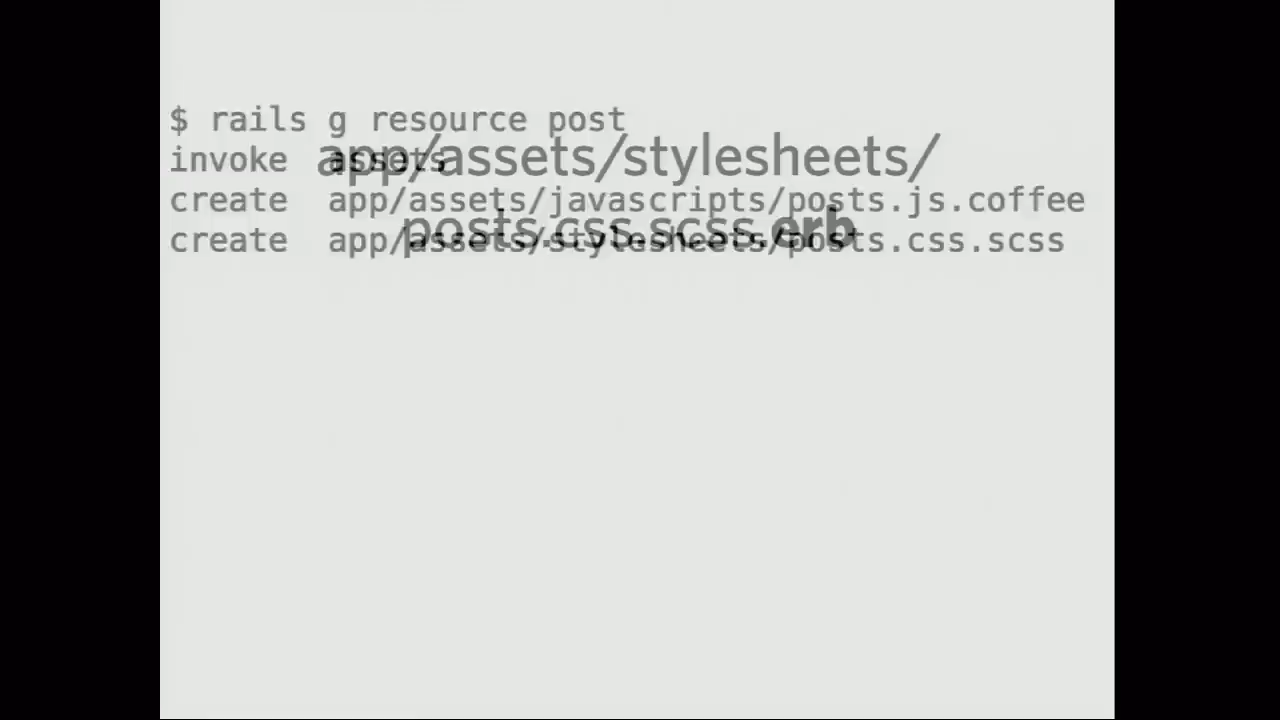 $ rails g resource post
app/assets/stylesheets/
invoke  assets
create  app/assets/javascripts/posts.js.coffee
posts.css.scss.erb
create  app/assets/stylesheets/posts.css.scss